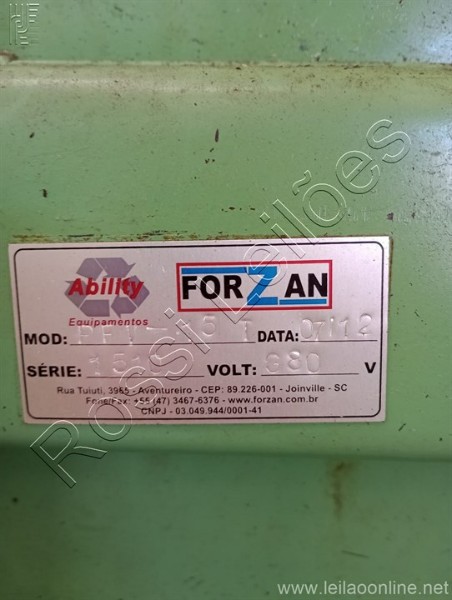 Ability
Equipamentos
FORZAN
MOD: DATA: 07/12
SÉRIE: VOLT: 380 V
Rua Tuiuti, 3965 - Aventureiro - CEP: 89.226-001 - Joinville - SC
Fone/Fax: +55 (47) 3467-6376 - www.forzan.com.br
CNPJ - 03.049.944/0001-41
Rossi Leilões
www.leilaoonline.net